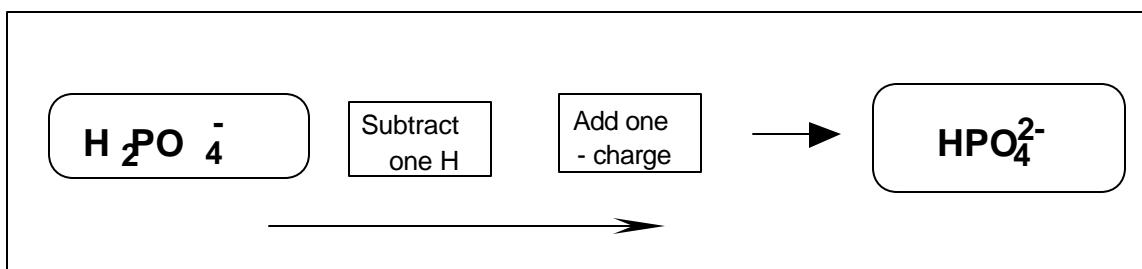 H₂PO₄⁻
Subtract
one H
Add one
- charge
HPO₄²⁻